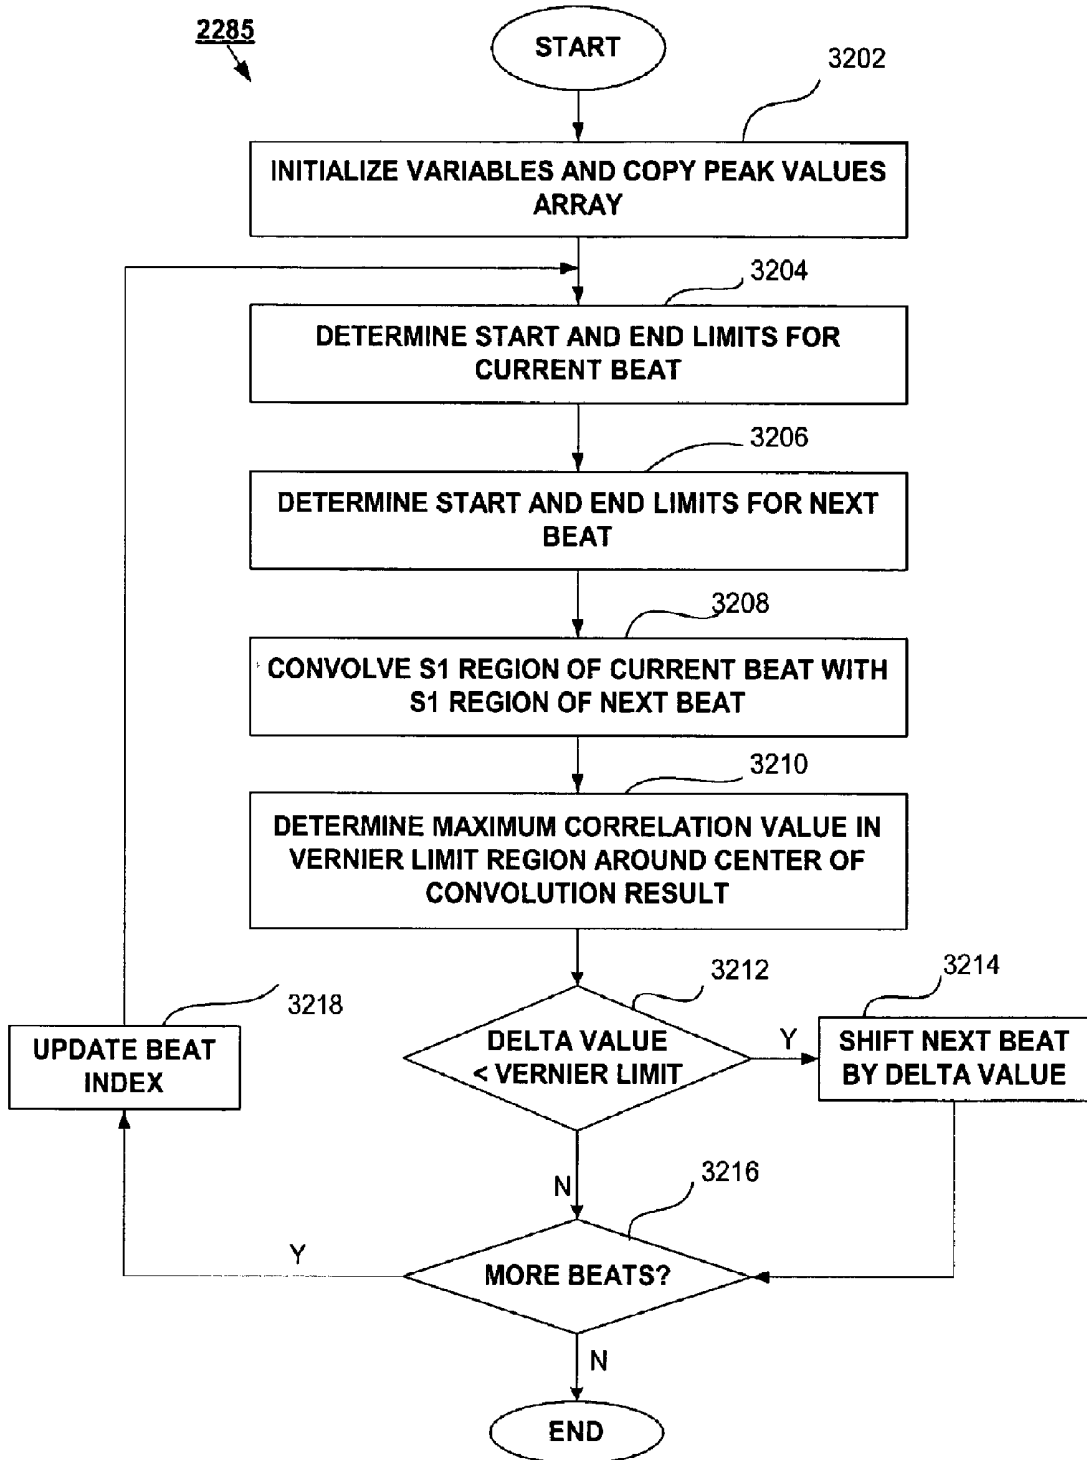 2285
START
3202
INITIALIZE VARIABLES AND COPY PEAK VALUES
ARRAY
3204
DETERMINE START AND END LIMITS FOR
CURRENT BEAT
3206
DETERMINE START AND END LIMITS FOR NEXT
BEAT
3208
CONVOLVE S1 REGION OF CURRENT BEAT WITH
S1 REGION OF NEXT BEAT
3210
DETERMINE MAXIMUM CORRELATION VALUE IN
VERNIER LIMIT REGION AROUND CENTER OF
CONVOLUTION RESULT
3212
DELTA VALUE
< VERNIER LIMIT
Y
3214
SHIFT NEXT BEAT
BY DELTA VALUE
3218
UPDATE BEAT
INDEX
N
3216
MORE BEATS?
Y
N
END